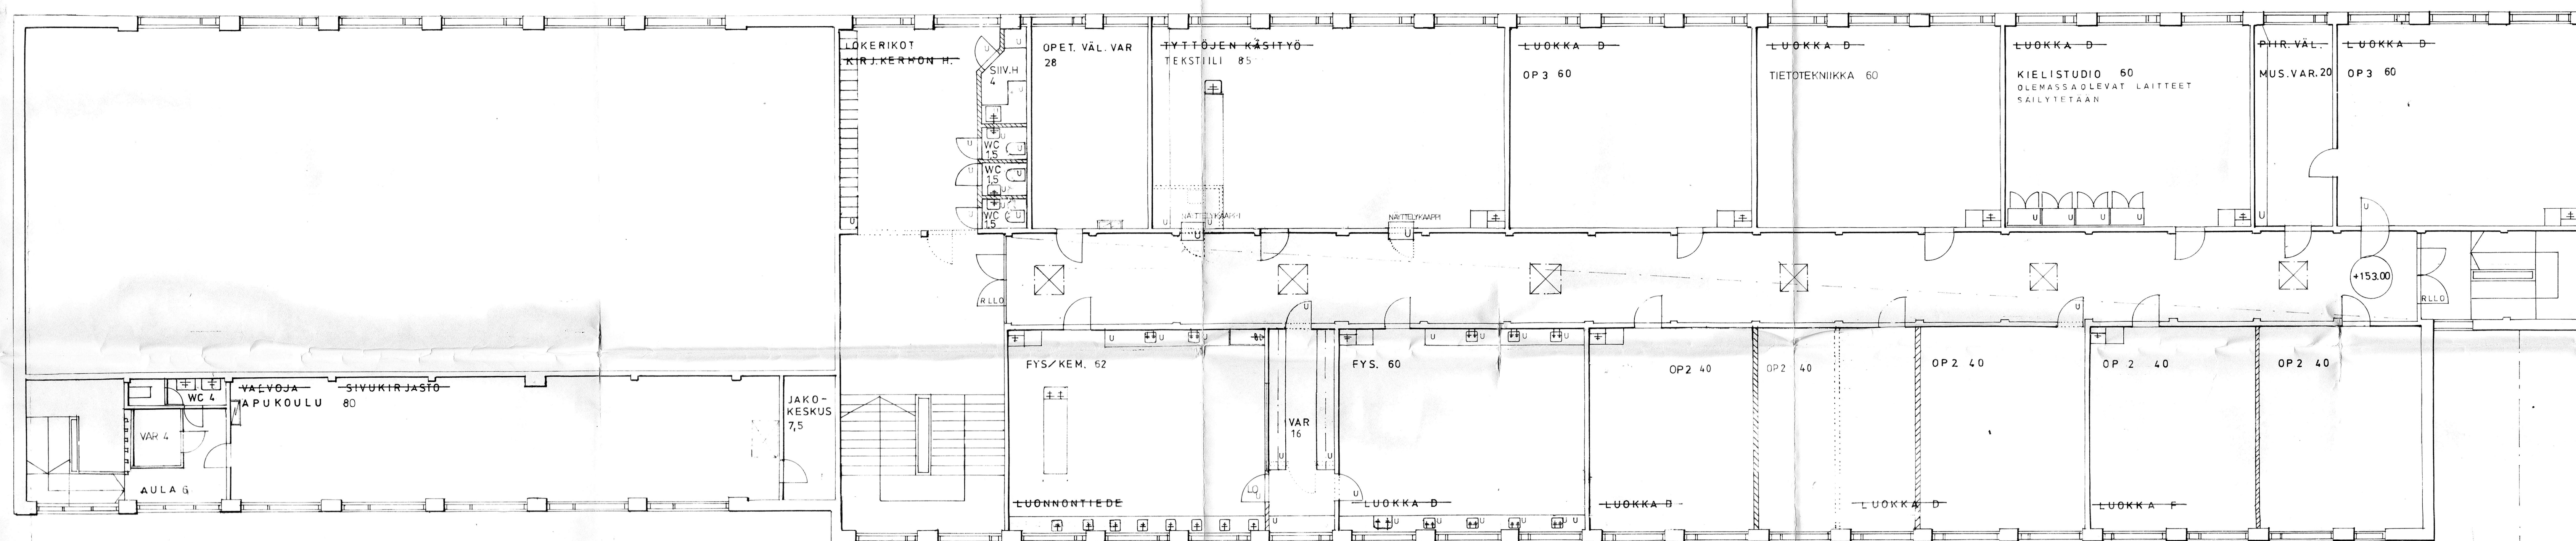 LOKERIKOT
KIRJ.KERHON H.
SIIV.H
4
WC
1,5
WC
1,5
WC
1,5
OPET. VÄL. VAR
28
TYTTÖJEN KÄSITYÖ
TEKSTIILI 85
NÄYTTELYKAAPPI
NÄYTTELYKAAPPI
LUOKKA D
OP3 60
LUOKKA D
TIETOTEKNIIKKA 60
LUOKKA D
KIELISTUDIO 60
OLEMASSAOLEVAT LAITTEET
SÄILYTETÄÄN
PIIR. VÄL.
MUS.VAR.20
LUOKKA D
OP3 60
RLLO
+153.00
RLLO
VALVOJA SIVUKIRJASTO
APUKOULU 80
WC 4
VAR 4
AULA 6
JAKO-
KESKUS
7,5
FYS/KEM. 62
LUONNONTIEDE
VAR
16
LO
FYS. 60
LUOKKA D
OP2 40
LUOKKA D
OP2 40
LUOKKA D
OP2 40
OP 2 40
LUOKKA F
OP2 40